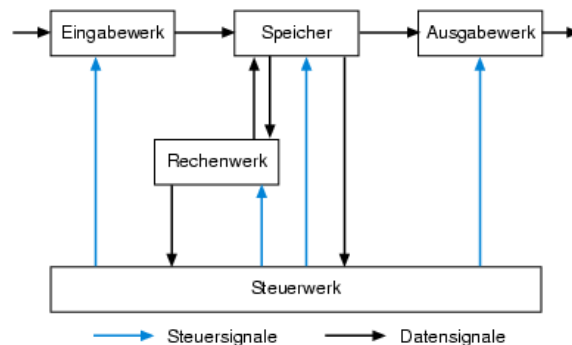 Eingabewerk
Speicher
Ausgabewerk
Rechenwerk
Steuerwerk
Steuersignale
Datensignale